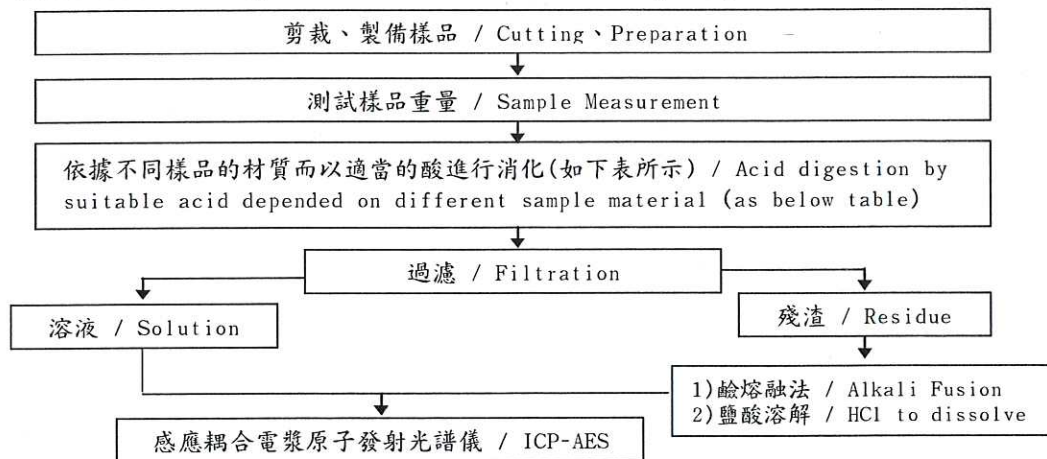 剪裁、製備樣品 / Cutting、Preparation
測試樣品重量 / Sample Measurement
依據不同樣品的材質而以適當的酸進行消化(如下表所示) / Acid digestion by
suitable acid depended on different sample material (as below table)
過濾 / Filtration
溶液 / Solution
殘渣 / Residue
1)鹼熔融法 / Alkali Fusion
2)鹽酸溶解 / HCl to dissolve
感應耦合電漿原子發射光譜儀 / ICP-AES